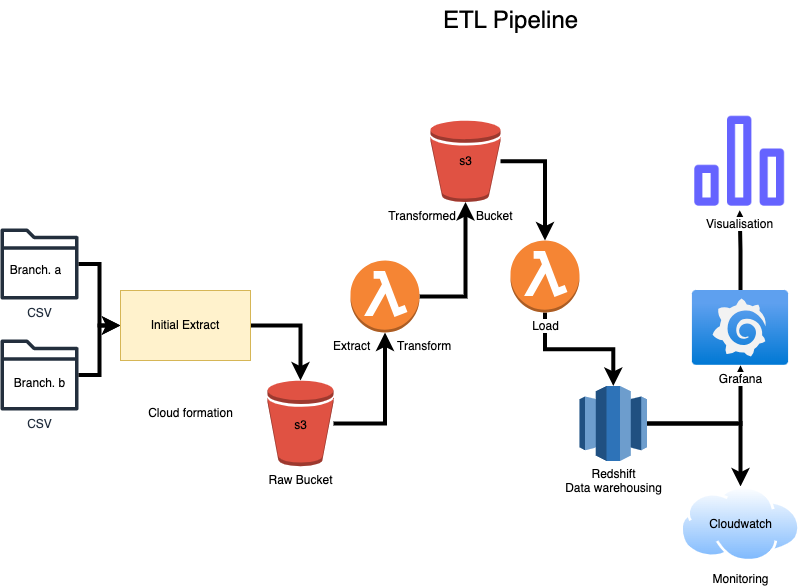 ETL Pipeline
s3
Transformed Bucket
Visualisation
Branch. a
CSV
Initial Extract
Load
Extract Transform
Branch. b
CSV
Cloud formation
s3
Raw Bucket
Grafana
Redshift
Data warehousing
Cloudwatch
Monitoring